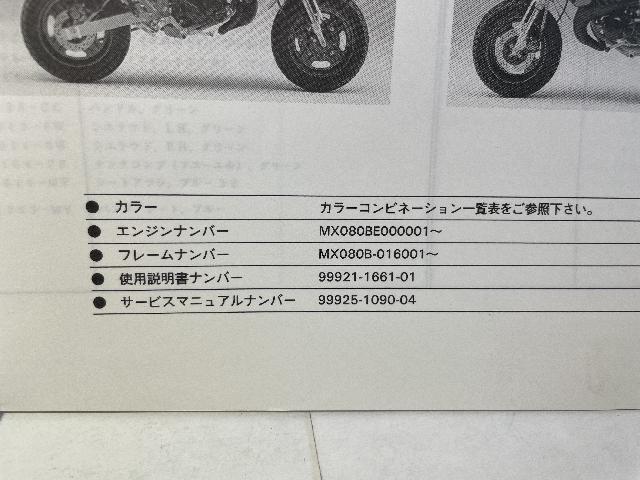 ● カラー カラーコンビネーション一覧表をご参照下さい。
● エンジンナンバー MX080BE000001～
● フレームナンバー MX080B-016001～
● 使用説明書ナンバー 99921-1661-01
● サービスマニュアルナンバー 99925-1090-04